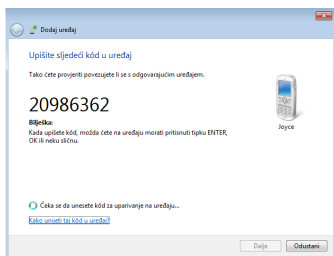 Dodaj uređaj
Upišite sljedeći kôd u uređaj
Tako ćete provjeriti povezujete li se s odgovarajućim uređajem.
20986362
Bilješka:
Kada upišete kôd, možda ćete na uređaju morati pritisnuti tipku ENTER,
OK ili neku sličnu.
Joyce
Čeka se da unesete kôd za uparivanje na uređaju...
Kako unijeti taj kôd u uređaj?
Dalje
Odustani